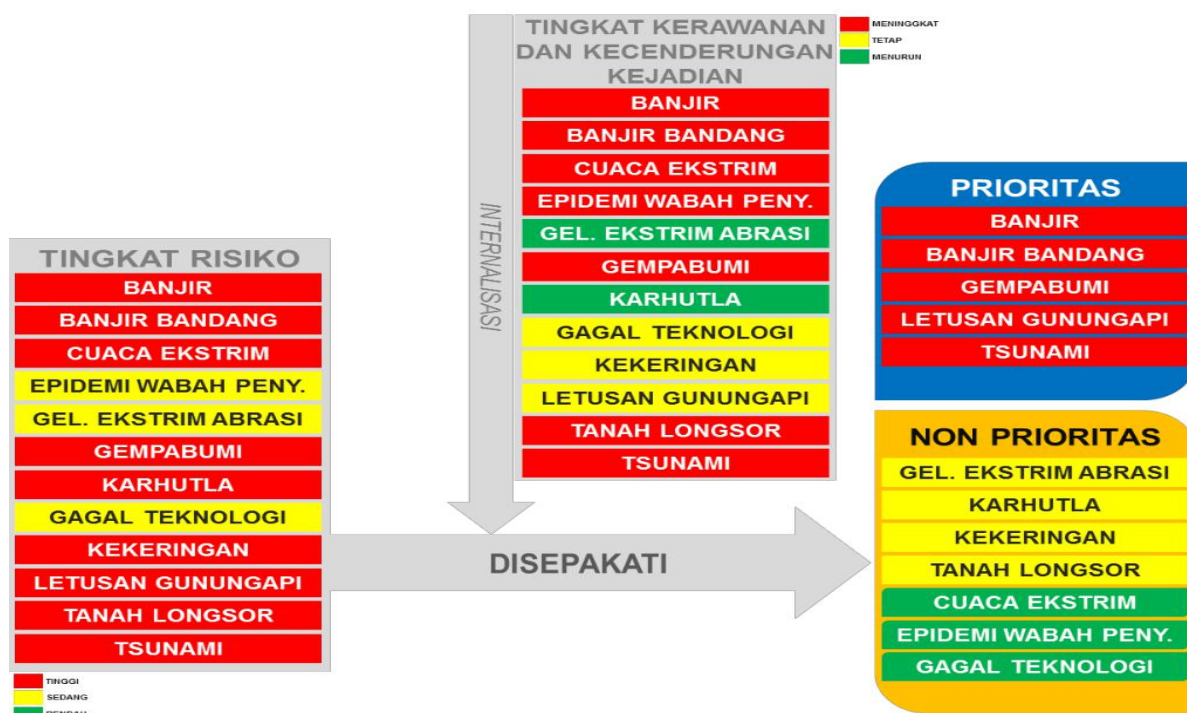 TINGKAT KERAWANAN
DAN KECENDERUNGAN
KEJADIAN
BANJIR
BANJIR BANDANG
CUACA EKSTRIM
EPIDEMI WABAH PENY.
GEL. EKSTRIM ABRASI
GEMPABUMI
KARHUTLA
GAGAL TEKNOLOGI
KEKERINGAN
LETUSAN GUNUNGAPI
TANAH LONGSOR
TSUNAMI
MENINGGKAT
TETAP
MENURUN
INTERNALISASI
TINGKAT RISIKO
BANJIR
BANJIR BANDANG
CUACA EKSTRIM
EPIDEMI WABAH PENY.
GEL. EKSTRIM ABRASI
GEMPABUMI
KARHUTLA
GAGAL TEKNOLOGI
KEKERINGAN
LETUSAN GUNUNGAPI
TANAH LONGSOR
TSUNAMI
TINGGI
SEDANG
RENDAH
DISEPAKATI
PRIORITAS
BANJIR
BANJIR BANDANG
GEMPABUMI
LETUSAN GUNUNGAPI
TSUNAMI
NON PRIORITAS
GEL. EKSTRIM ABRASI
KARHUTLA
KEKERINGAN
TANAH LONGSOR
CUACA EKSTRIM
EPIDEMI WABAH PENY.
GAGAL TEKNOLOGI